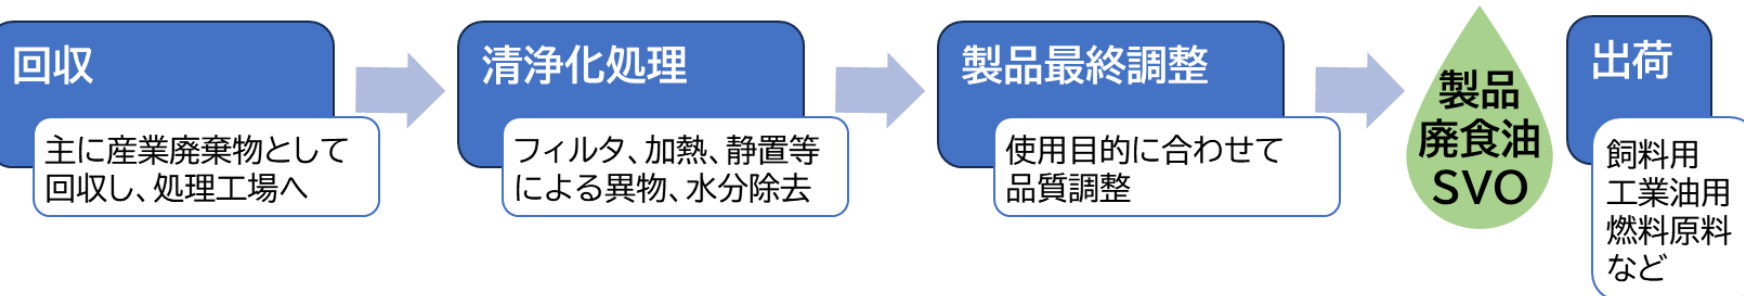 回収
主に産業廃棄物として
回収し、処理工場へ
清浄化処理
フィルタ、加熱、静置等
による異物、水分除去
製品最終調整
使用目的に合わせて
品質調整
製品
廃食油
SVO
出荷
飼料用
工業油用
燃料原料
など